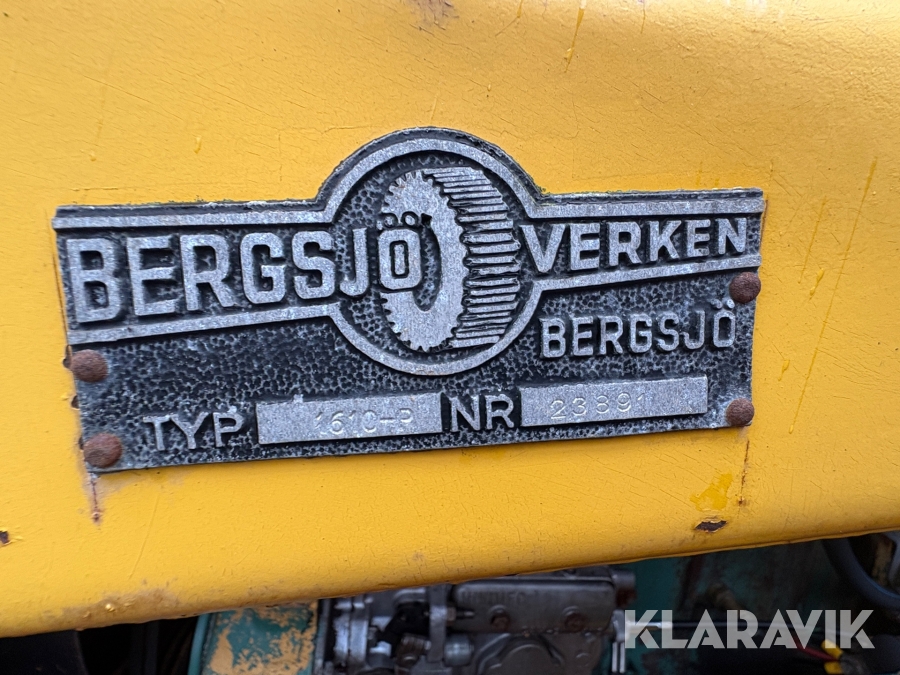 BERGSJÖ VERKEN
BERGSJÖ
TYP 1610-P NR 23891
KLARAVIK